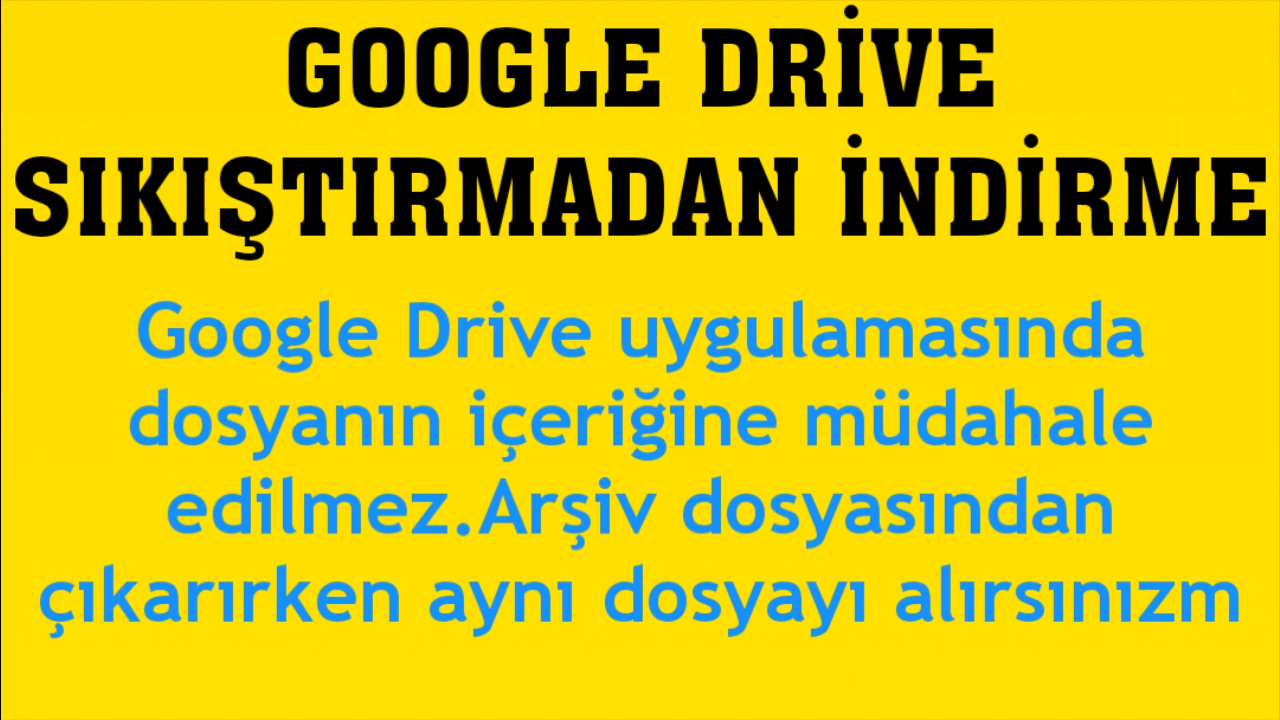 GOOGLE DRİVE
SIKIŞTIRMADAN İNDİRME
Google Drive uygulamasında
dosyanın içeriğine müdahale
edilmez.Arşiv dosyasından
çıkarırken aynı dosyayı alırsınızm